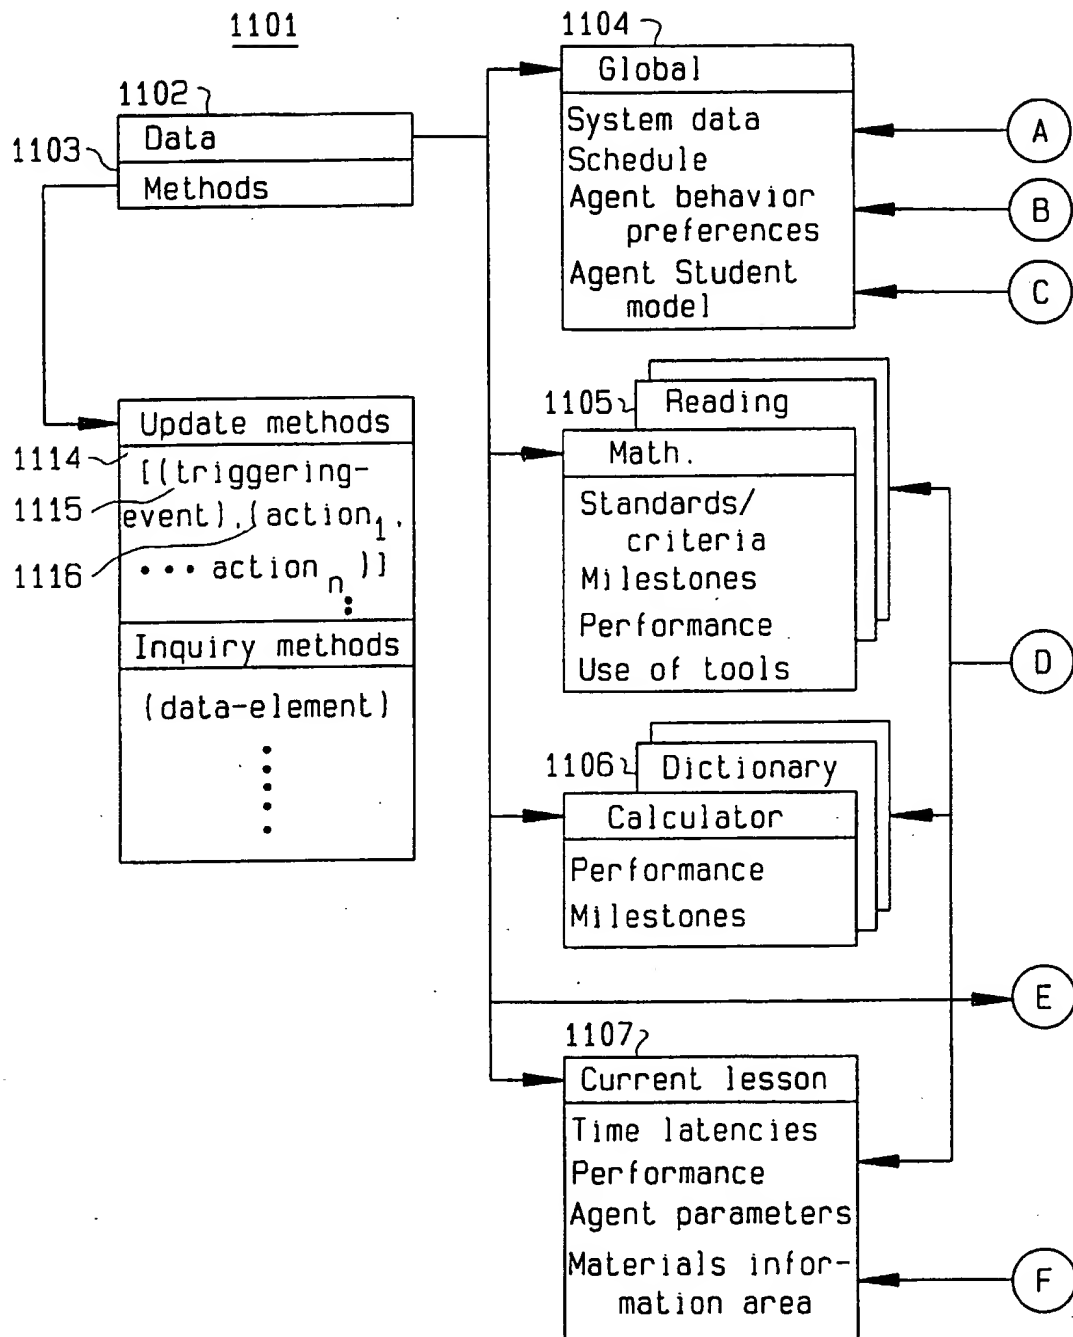 1101
1102
Data
1103
Methods
1104
Global
System data
Schedule
Agent behavior
preferences
Agent Student
model
A
B
C
Update methods
1114
[((triggering-
1115
event),(action1,
1116
••• action n ))]
Inquiry methods
(data-element)
1105
Reading
Math.
Standards/
criteria
Milestones
Performance
Use of tools
D
1106
Dictionary
Calculator
Performance
Milestones
E
1107
Current lesson
Time latencies
Performance
Agent parameters
Materials infor-
mation area
F